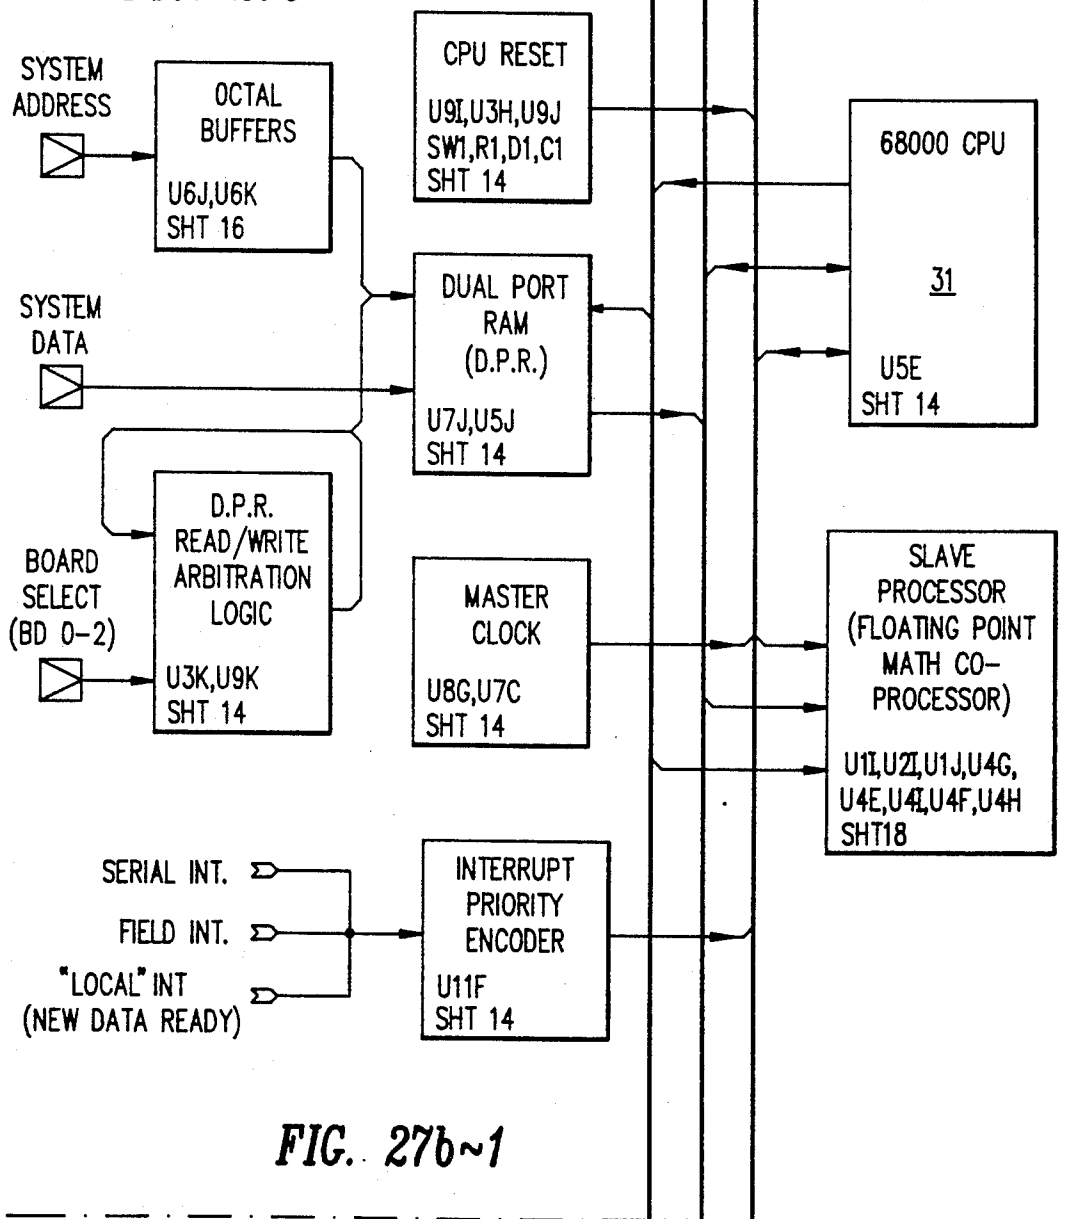 SYSTEM
ADDRESS
OCTAL
BUFFERS
U6J,U6K
SHT 16
CPU RESET
U9I,U3H,U9J
SW1,R1,D1,C1
SHT 14
68000 CPU
31
U5E
SHT 14
SYSTEM
DATA
DUAL PORT
RAM
(D.P.R.)
U7J,U5J
SHT 14
BOARD
SELECT
(BD 0-2)
D.P.R.
READ/WRITE
ARBITRATION
LOGIC
U3K,U9K
SHT 14
MASTER
CLOCK
U8G,U7C
SHT 14
SLAVE
PROCESSOR
(FLOATING POINT
MATH CO-
PROCESSOR)
U1I,U2I,U1J,U4G,
U4E,U4I,U4F,U4H
SHT18
SERIAL INT.
FIELD INT.
"LOCAL" INT
(NEW DATA READY)
INTERRUPT
PRIORITY
ENCODER
U11F
SHT 14
FIG. 27b~1